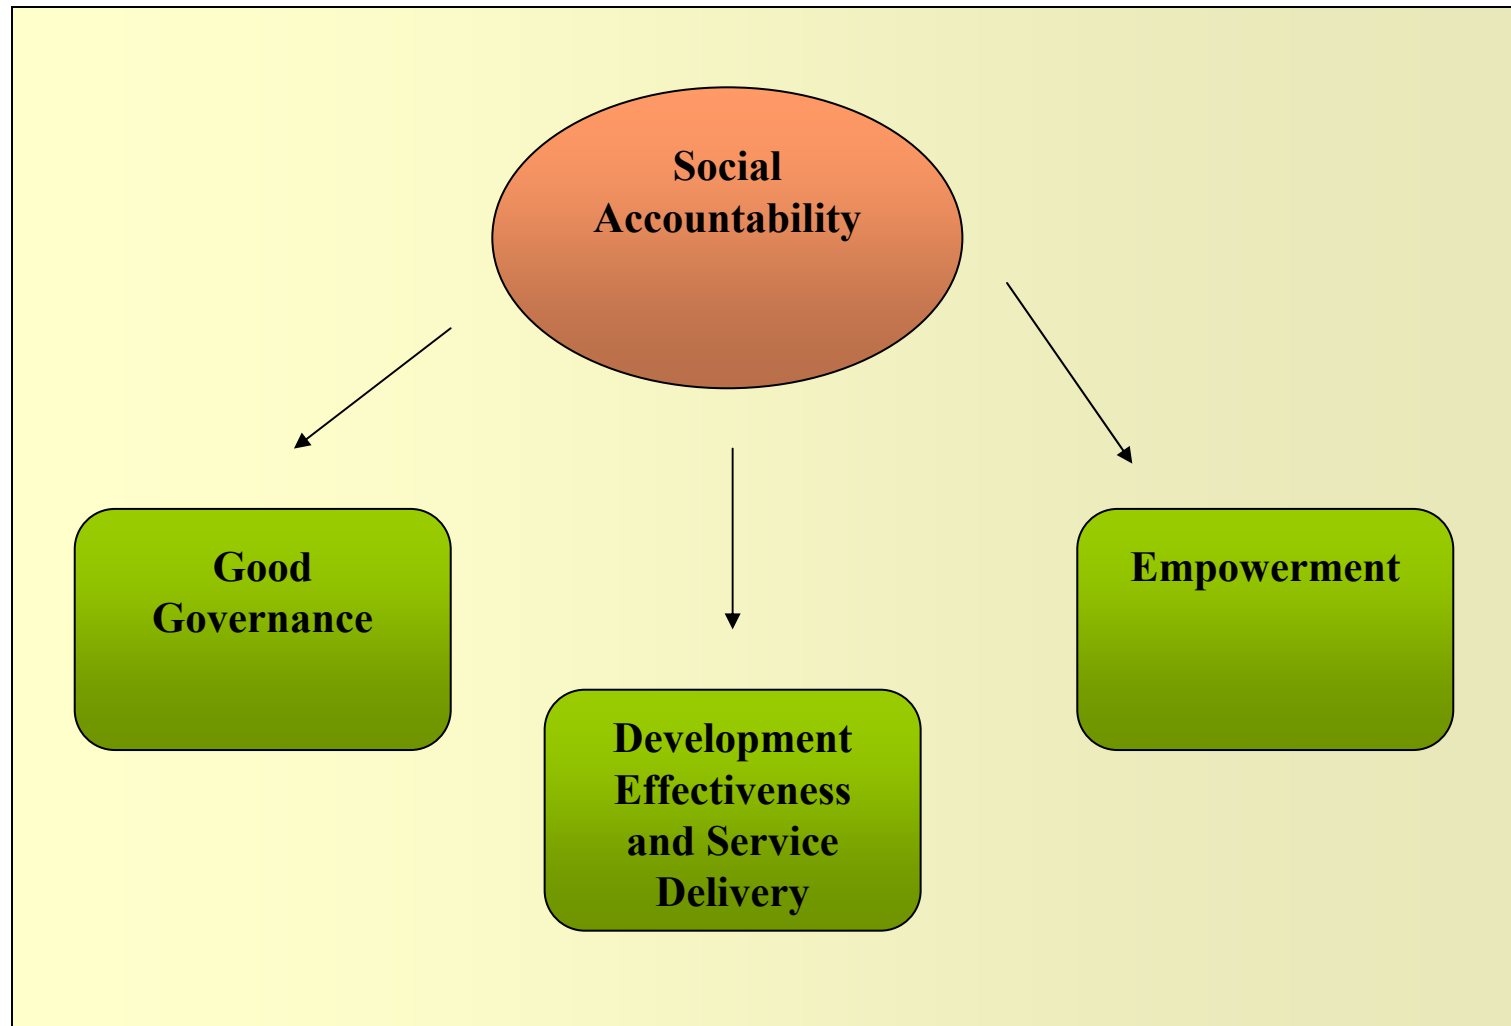 Social
Accountability
Good
Governance
Empowerment
Development
Effectiveness
and Service
Delivery